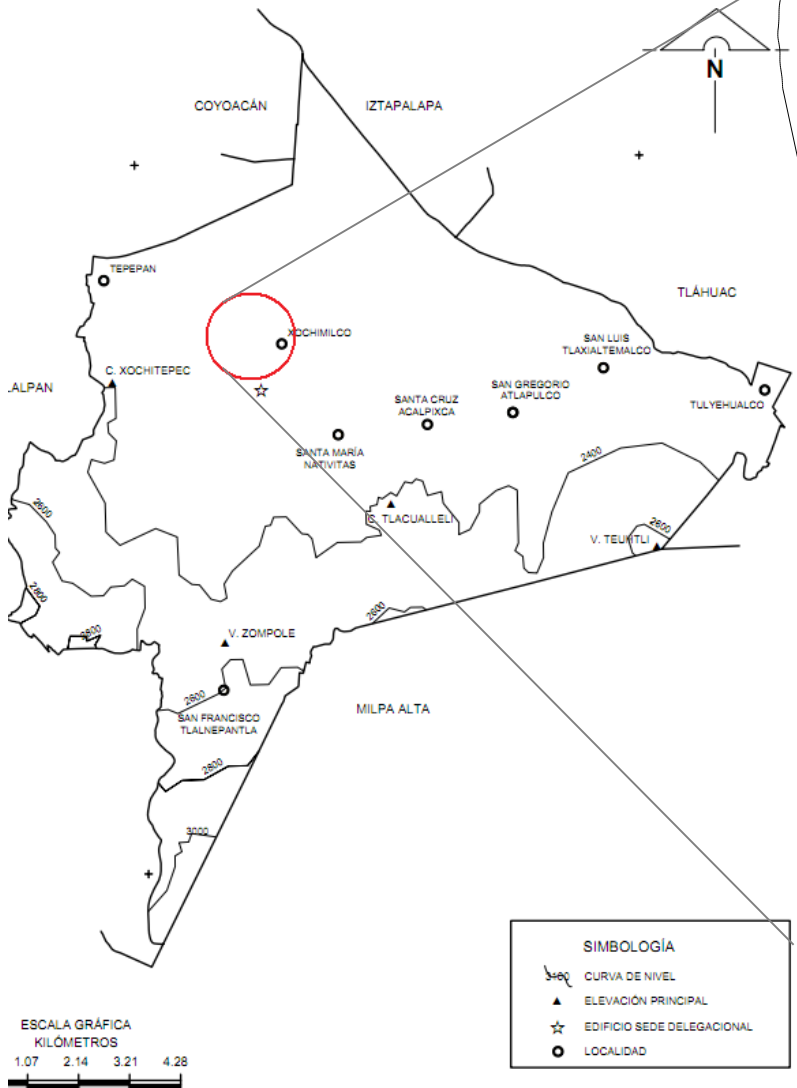 N
COYOACÁN
IZTAPALAPA
TEPEPAN
TLÁHUAC
XOCHIMILCO
SAN LUIS
TLAXIALTEMALCO
C. XOCHITEPEC
LALPAN
SAN GREGORIO
ATLAPULCO
TULYEHUALCO
SANTA CRUZ
ACALPIXCA
SANTA MARÍA
NATIVITAS
2400
2600
C. TLACUALLELI
2600
V. TEUHTLI
2800
2600
2800
V. ZOMPOLE
2600
MILPA ALTA
SAN FRANCISCO
TLALNEPANTLA
2800
3000
SIMBOLOGÍA
CURVA DE NIVEL
ELEVACIÓN PRINCIPAL
EDIFICIO SEDE DELEGACIONAL
LOCALIDAD
ESCALA GRÁFICA
KILÓMETROS
1.07 2.14 3.21 4.28